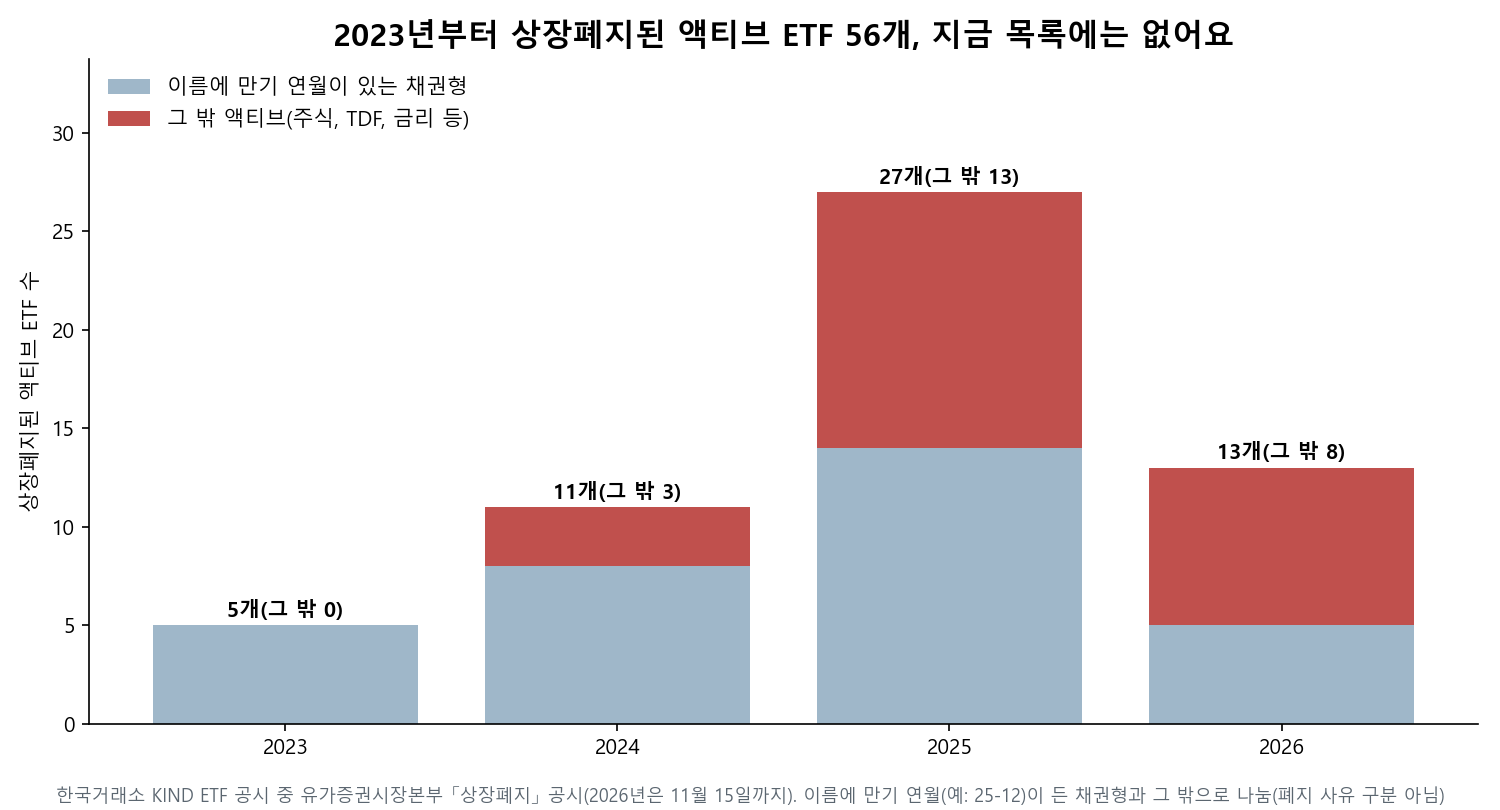 2023년부터 상장폐지된 액티브 ETF 56개, 지금 목록에는 없어요
이름에 만기 연월이 있는 채권형
그 밖 액티브(주식, TDF, 금리 등)
상장폐지된 액티브 ETF 수
30
25
20
15
10
5
0
5개(그 밖 0)
11개(그 밖 3)
27개(그 밖 13)
13개(그 밖 8)
2023
2024
2025
2026
한국거래소 KIND ETF 공시 중 유가증권시장본부 「상장폐지」 공시(2026년은 11월 15일까지). 이름에 만기 연월(예: 25-12)이 든 채권형과 그 밖으로 나눔(폐지 사유 구분 아님)